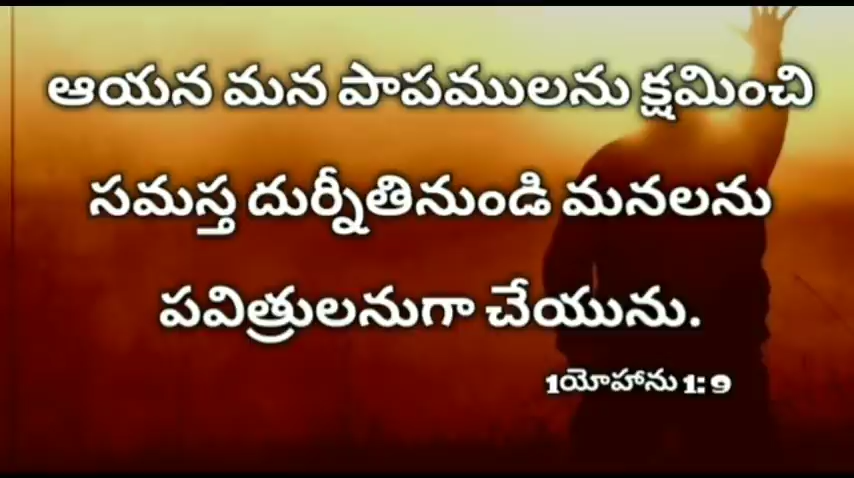 ఆయన మన పాపములను క్షమించి
సమస్త దుర్నీతినుండి మనలను
పవిత్రులనుగా చేయును.
1యోహాను 1: 9